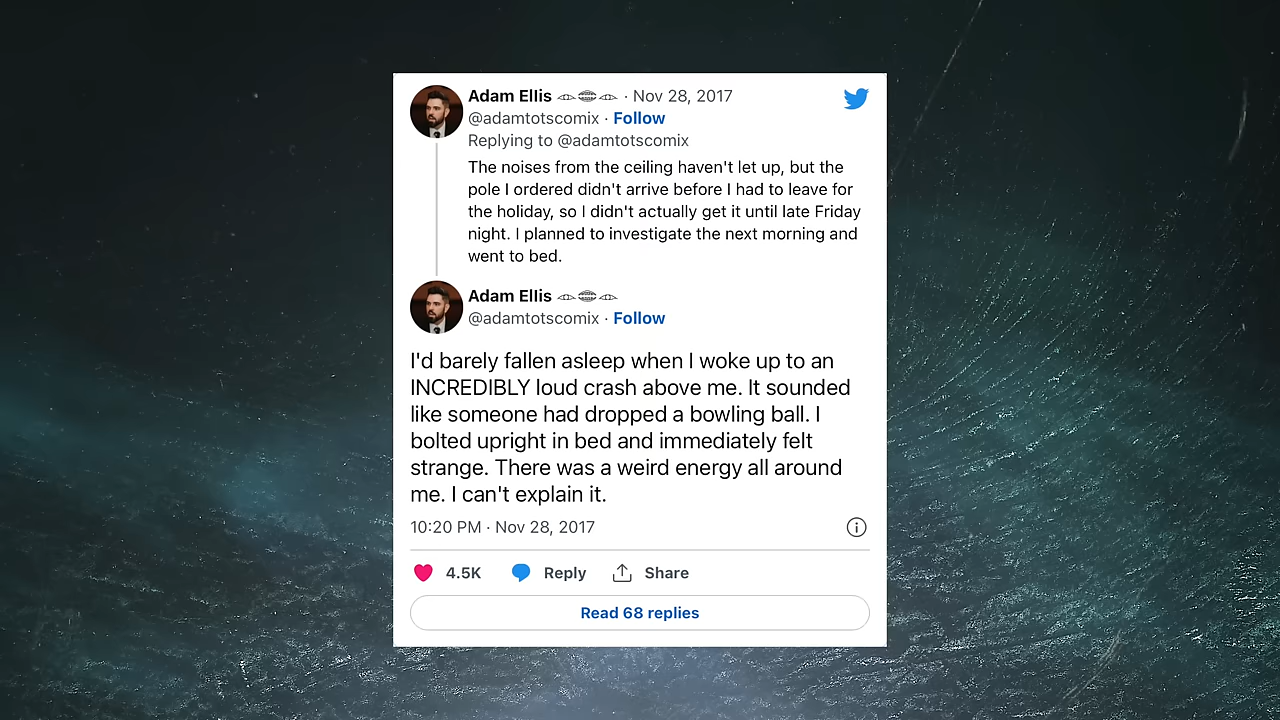 Adam Ellis · Nov 28, 2017
@adamtotscomix · Follow
Replying to @adamtotscomix
The noises from the ceiling haven't let up, but the
pole I ordered didn't arrive before I had to leave for
the holiday, so I didn't actually get it until late Friday
night. I planned to investigate the next morning and
went to bed.
Adam Ellis
@adamtotscomix · Follow
I'd barely fallen asleep when I woke up to an
INCREDIBLY loud crash above me. It sounded
like someone had dropped a bowling ball. I
bolted upright in bed and immediately felt
strange. There was a weird energy all around
me. I can't explain it.
10:20 PM · Nov 28, 2017
4.5K Reply Share
Read 68 replies